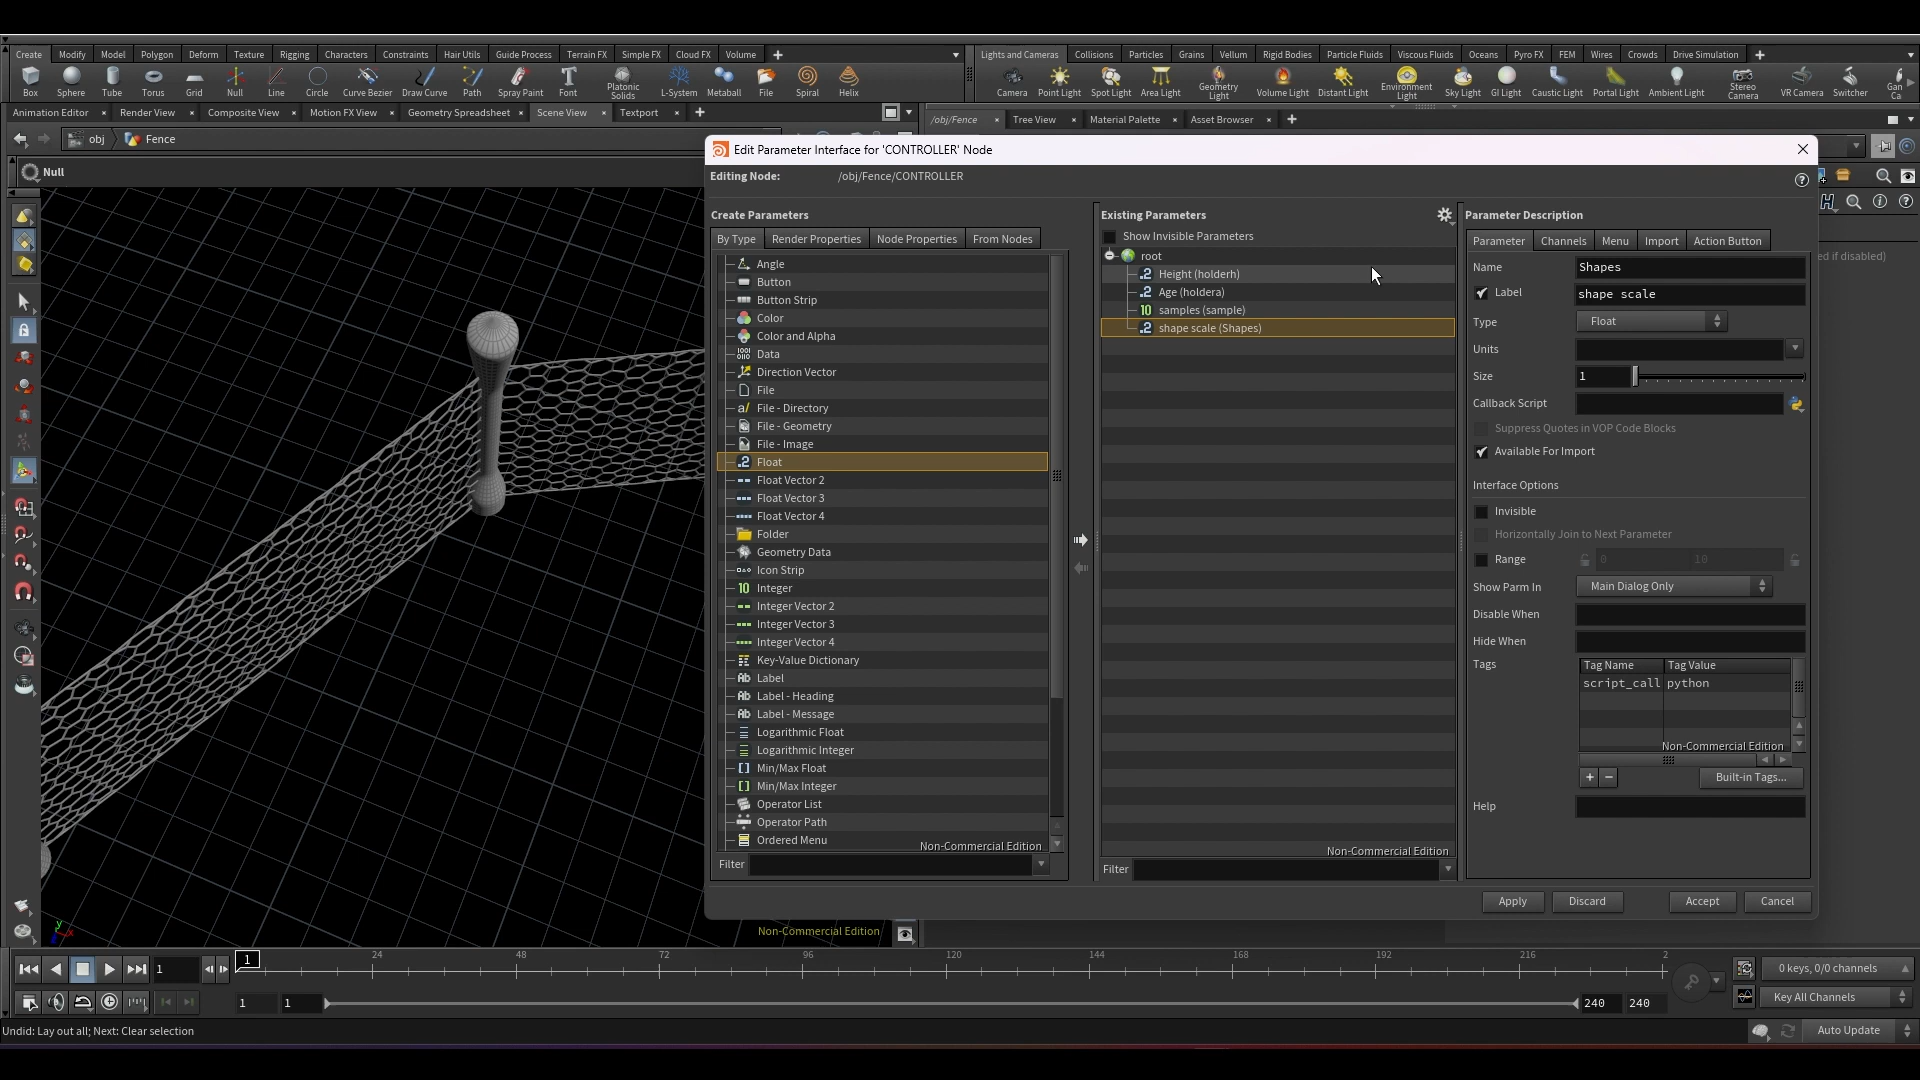 Create Modify Model Polygon Deform Texture Rigging Characters Constraints Hair Utils Guide Process Terrain FX Simple FX Cloud FX Volume
Lights and Cameras Collisions Particles Grains Vellum Rigid Bodies Particle Fluids Viscous Fluids Oceans Pyro FX FEM Wires Crowds Drive Simulation
Box Sphere Tube Torus Grid Null Line Circle Curve Bezier Draw Curve Path Spray Paint Font Platonic Solids L-System Metaball File Spiral Helix
Camera Point Light Spot Light Area Light Geometry Light Volume Light Distant Light Environment Light Sky Light GI Light Caustic Light Portal Light Ambient Light Stereo Camera VR Camera Switcher Gan Ca
Animation Editor Render View Composite View Motion FX View Geometry Spreadsheet Scene View Textport
/obj/Fence Tree View Material Palette Asset Browser
obj Fence
Null
Edit Parameter Interface for 'CONTROLLER' Node
Editing Node: /obj/Fence/CONTROLLER
Create Parameters
By Type Render Properties Node Properties From Nodes
Angle
Button
Button Strip
Color
Color and Alpha
Data
Direction Vector
File
File - Directory
File - Geometry
File - Image
Float
Float Vector 2
Float Vector 3
Float Vector 4
Folder
Geometry Data
Icon Strip
Integer
Integer Vector 2
Integer Vector 3
Integer Vector 4
Key-Value Dictionary
Label
Label - Heading
Label - Message
Logarithmic Float
Logarithmic Integer
Min/Max Float
Min/Max Integer
Operator List
Operator Path
Ordered Menu
Non-Commercial Edition
Filter
Existing Parameters
Show Invisible Parameters
root
Height (holderh)
Age (holdera)
samples (sample)
shape scale (Shapes)
Non-Commercial Edition
Filter
Parameter Description
Parameter Channels Menu Import Action Button
Name Shapes
Label shape scale
Type Float
Units
Size 1
Callback Script
Suppress Quotes in VOP Code Blocks
Available For Import
Interface Options
Invisible
Horizontally Join to Next Parameter
Range 0 10
Show Parm In Main Dialog Only
Disable When
Hide When
Tags Tag Name Tag Value
script_call python
Non-Commercial Edition
+ − Built-in Tags...
Help
Apply Discard Accept Cancel
ed if disabled)
Non-Commercial Edition
1 1 24 48 72 96 120 144 168 192 216 2
0 keys, 0/0 channels
1 1 240 240
Key All Channels
Undid: Lay out all; Next: Clear selection
Auto Update